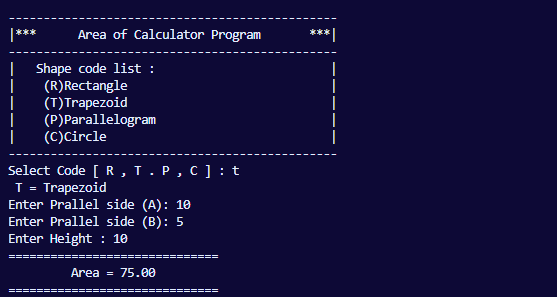 -----------------------------------------------
|***      Area of Calculator Program       ***|
-----------------------------------------------
|   Shape code list :                         |
|    (R)Rectangle                             |
|    (T)Trapezoid                             |
|    (P)Parallelogram                         |
|    (C)Circle                                |
-----------------------------------------------
Select Code [ R , T . P , C ] : t
 T = Trapezoid
Enter Prallel side (A): 10
Enter Prallel side (B): 5
Enter Height : 10
==============================
         Area = 75.00
==============================